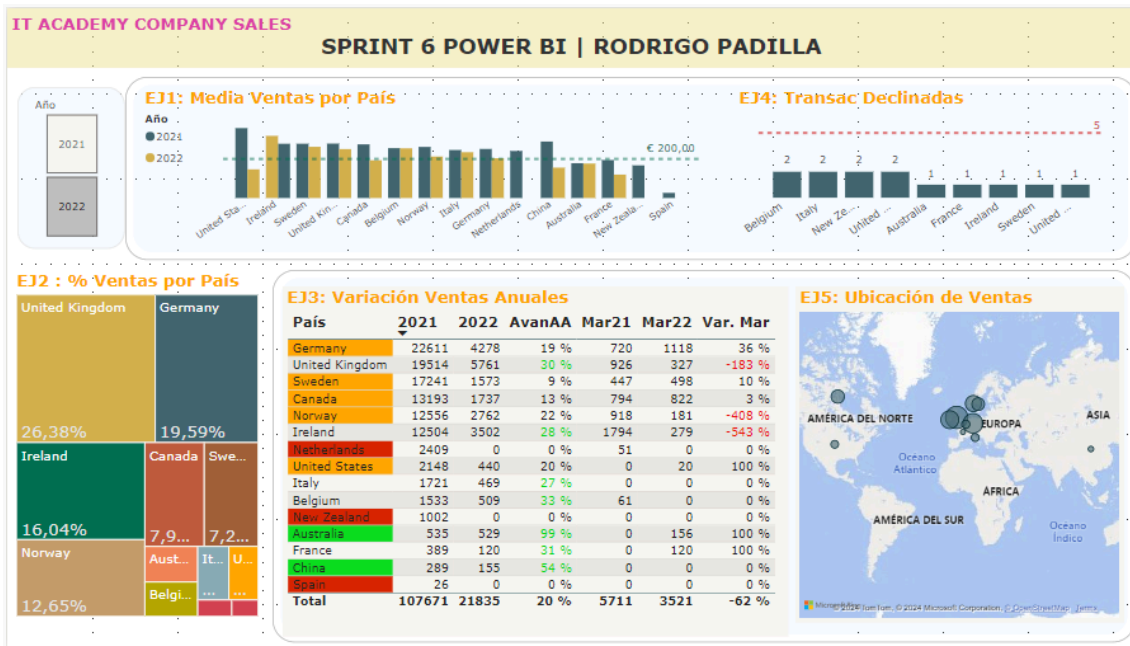 IT ACADEMY COMPANY SALES
SPRINT 6 POWER BI | RODRIGO PADILLA
Año
2021
2022
EJ1: Media Ventas por País
Año
2021
2022
€ 200,00
United Sta...
Ireland
Sweden
United Kin...
Canada
Belgium
Norway
Italy
Germany
Netherlands
China
Australia
France
New Zeala...
Spain
EJ4: Transac Declinadas
5
2
2
2
2
1
1
1
1
1
Belgium
Italy
New Ze...
United ...
Australia
France
Ireland
Sweden
United ...
EJ2 : % Ventas por País
United Kingdom
26,38%
Germany
19,59%
Ireland
16,04%
Canada
7,9...
Swe...
7,2...
Norway
12,65%
Aust...
It...
...
U...
...
Belgi...
EJ3: Variación Ventas Anuales
País 2021 2022 AvanAA Mar21 Mar22 Var. Mar
Germany 22611 4278 19 % 720 1118 36 %
United Kingdom 19514 5761 30 % 926 327 -183 %
Sweden 17241 1573 9 % 447 498 10 %
Canada 13193 1737 13 % 794 822 3 %
Norway 12556 2762 22 % 918 181 -408 %
Ireland 12504 3502 28 % 1794 279 -543 %
Netherlands 2409 0 0 % 51 0 0 %
United States 2148 440 20 % 0 20 100 %
Italy 1721 469 27 % 0 0 0 %
Belgium 1533 509 33 % 61 0 0 %
New Zealand 1002 0 0 % 0 0 0 %
Australia 535 529 99 % 0 156 100 %
France 389 120 31 % 0 120 100 %
China 289 155 54 % 0 0 0 %
Spain 26 0 0 % 0 0 0 %
Total 107671 21835 20 % 5711 3521 -62 %
EJ5: Ubicación de Ventas
AMÉRICA DEL NORTE
EUROPA
ASIA
Océano
Atlántico
ÁFRICA
AMÉRICA DEL SUR
Océano
Índico
© 2024 TomTom, © 2024 Microsoft Corporation, © OpenStreetMap Terms